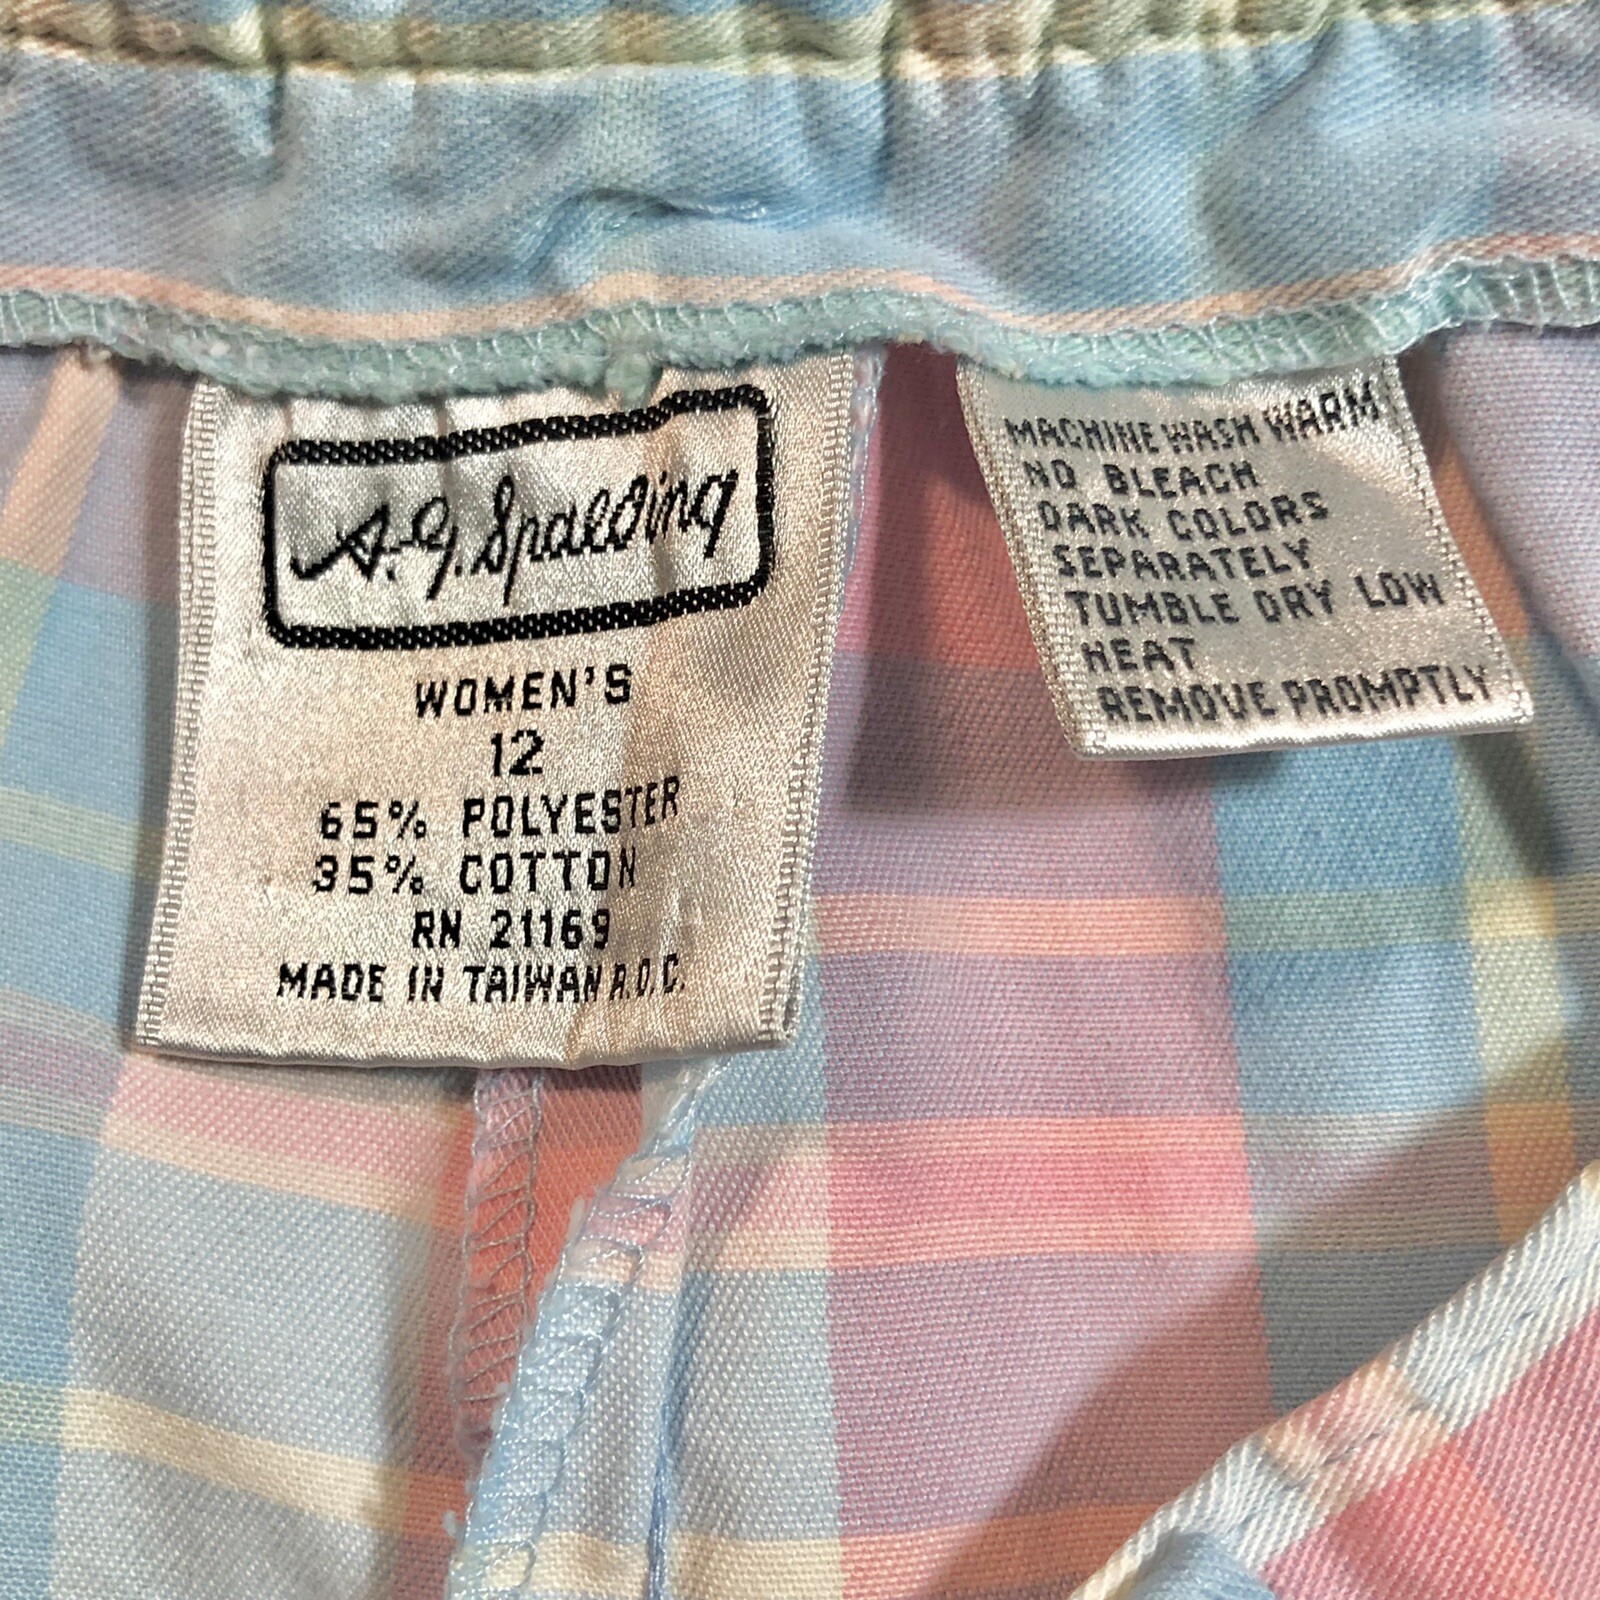 A.G. Spalding
WOMEN'S
12
65% POLYESTER
35% COTTON
RN 21169
MADE IN TAIWAN R.O.C.
MACHINE WASH WARM
NO BLEACH
DARK COLORS
SEPARATELY
TUMBLE DRY LOW
HEAT
REMOVE PROMPTLY